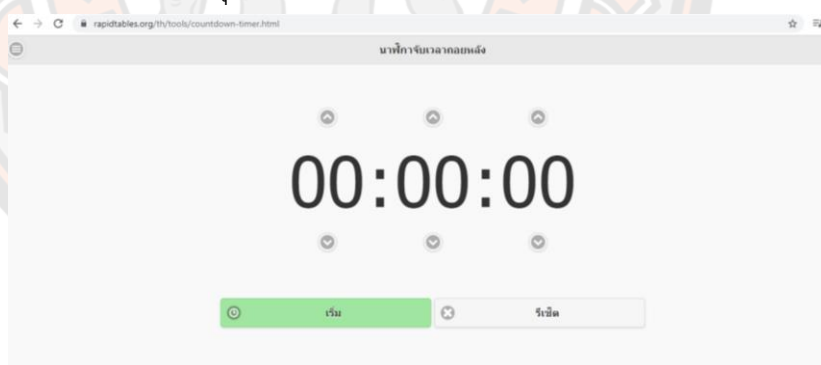 rapidtables.org/th/tools/countdown-timer.html
นาฬิกาจับเวลาถอยหลัง
00:00:00
เริ่ม
รีเซ็ต